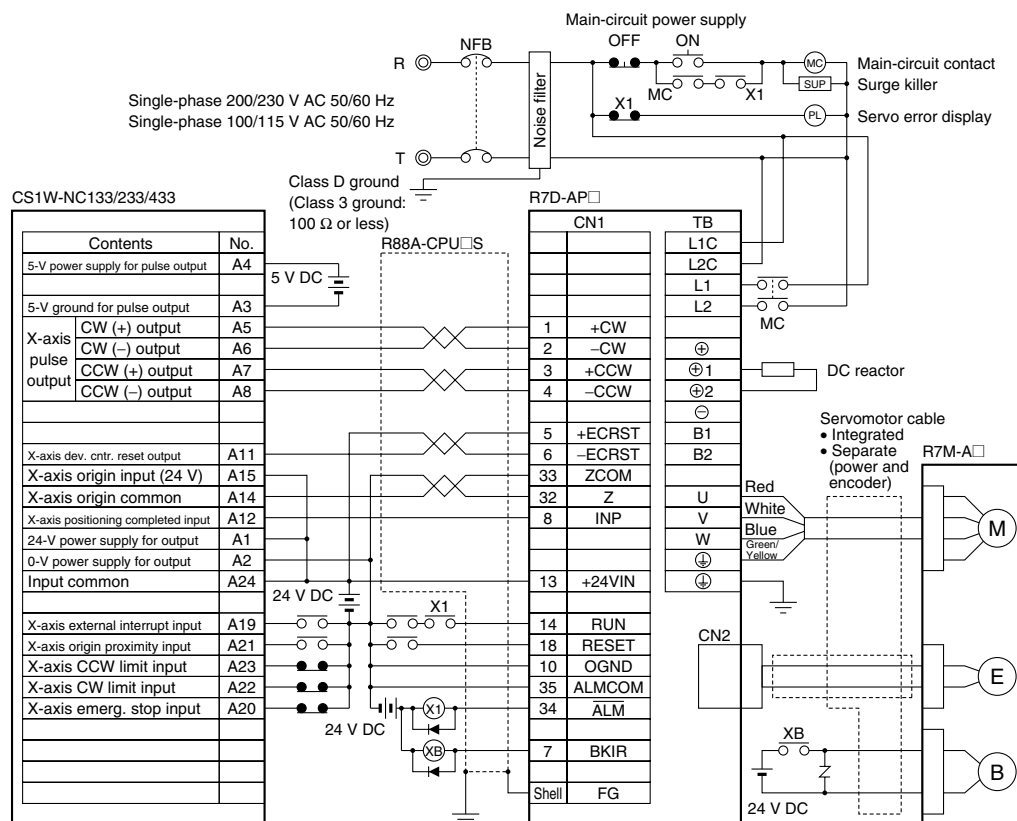 Main-circuit power supply
NFB
OFF ON
R
MC
Main-circuit contact
SUP
Surge killer
MC X1
Single-phase 200/230 V AC 50/60 Hz
Single-phase 100/115 V AC 50/60 Hz
Noise filter
X1
PL
Servo error display
T
Class D ground
(Class 3 ground:
100 Ω or less)
CS1W-NC133/233/433
R7D-AP□
R88A-CPU□S
Contents No.
5-V power supply for pulse output A4
5 V DC
5-V ground for pulse output A3
X-axis pulse output
CW (+) output A5
CW (−) output A6
CCW (+) output A7
CCW (−) output A8
X-axis dev. cntr. reset output A11
X-axis origin input (24 V) A15
X-axis origin common A14
X-axis positioning completed input A12
24-V power supply for output A1
0-V power supply for output A2
Input common A24
24 V DC
X1
X-axis external interrupt input A19
X-axis origin proximity input A21
X-axis CCW limit input A23
X-axis CW limit input A22
X-axis emerg. stop input A20
24 V DC
X1
XB
CN1
1 +CW
2 −CW
3 +CCW
4 −CCW
5 +ECRST
6 −ECRST
33 ZCOM
32 Z
8 INP
13 +24VIN
14 RUN
18 RESET
10 OGND
35 ALMCOM
34 ALM
7 BKIR
Shell FG
TB
L1C
L2C
L1
L2
MC
⊕
⊕1
DC reactor
⊕2
⊖
B1
B2
U
V
W
Red
White
Blue
Green/
Yellow
Servomotor cable
• Integrated
• Separate
(power and
encoder)
R7M-A□
M
CN2
E
XB
24 V DC
B